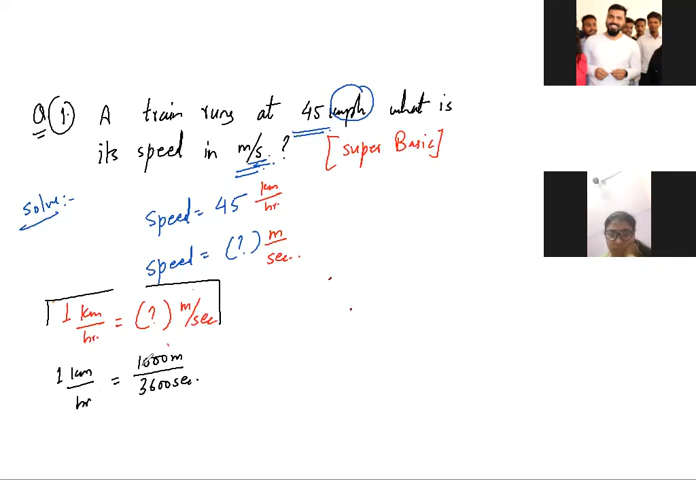 Q(1). A train runs at 45 kmph what is
its speed in m/s. ? [super Basic]
Solve:-
speed = 45 km/hr
speed = (?) m/sec.
1 km/hr. = (?) m/sec
1 km/hr = 1000m/3600sec.